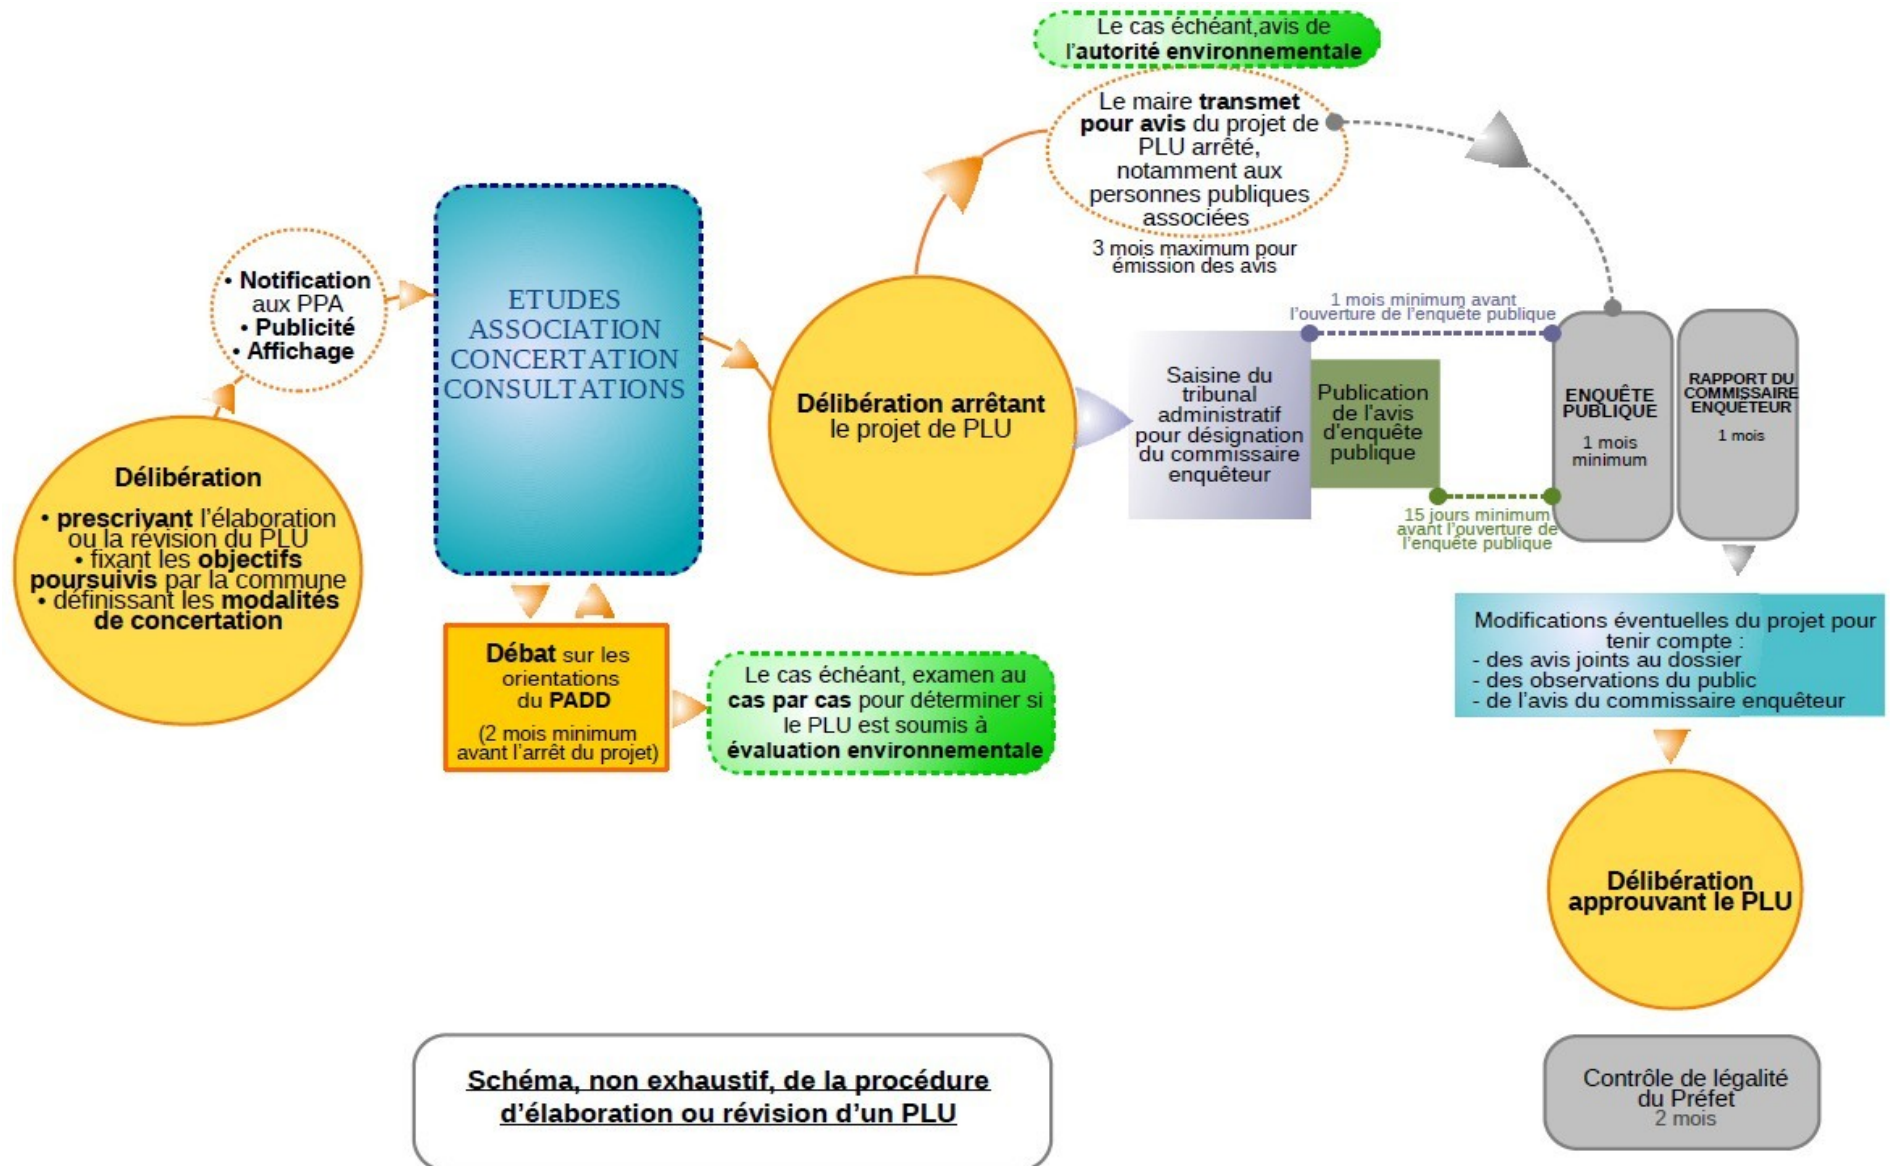 Délibération
• prescrivant l’élaboration
ou la révision du PLU
• fixant les objectifs
poursuivis par la commune
• définissant les modalités
de concertation
• Notification
aux PPA
• Publicité
• Affichage
ETUDES
ASSOCIATION
CONCERTATION
CONSULTATIONS
Débat sur les
orientations
du PADD
(2 mois minimum
avant l’arrêt du projet)
Le cas échéant, examen au
cas par cas pour déterminer si
le PLU est soumis à
évaluation environnementale
Délibération arrêtant
le projet de PLU
Le cas échéant,avis de
l’autorité environnementale
Le maire transmet
pour avis du projet de
PLU arrêté,
notamment aux
personnes publiques
associées
3 mois maximum pour
émission des avis
Saisine du
tribunal
administratif
pour désignation
du commissaire
enquêteur
1 mois minimum avant
l’ouverture de l’enquête publique
Publication
de l’avis
d’enquête
publique
15 jours minimum
avant l’ouverture de
l’enquête publique
ENQUÊTE
PUBLIQUE
1 mois
minimum
RAPPORT DU
COMMISSAIRE
ENQUÊTEUR
1 mois
Modifications éventuelles du projet pour
tenir compte :
- des avis joints au dossier
- des observations du public
- de l’avis du commissaire enquêteur
Délibération
approuvant le PLU
Contrôle de légalité
du Préfet
2 mois
Schéma, non exhaustif, de la procédure
d’élaboration ou révision d’un PLU